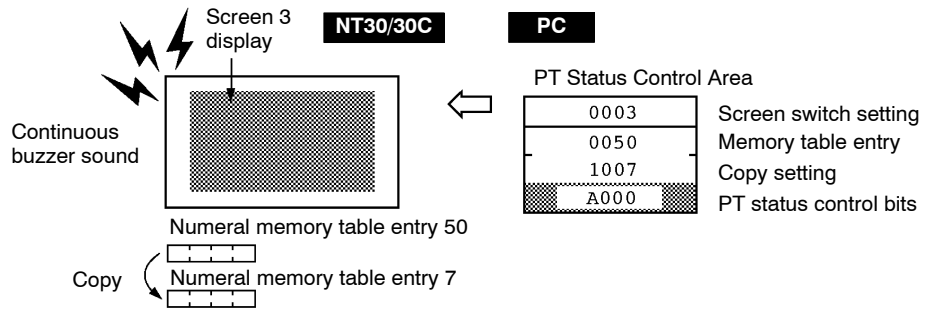 Screen 3
display
NT30/30C
PC
PT Status Control Area
Continuous
buzzer sound
0003
Screen switch setting
0050
Memory table entry
1007
Copy setting
A000
PT status control bits
Numeral memory table entry 50
Copy
Numeral memory table entry 7